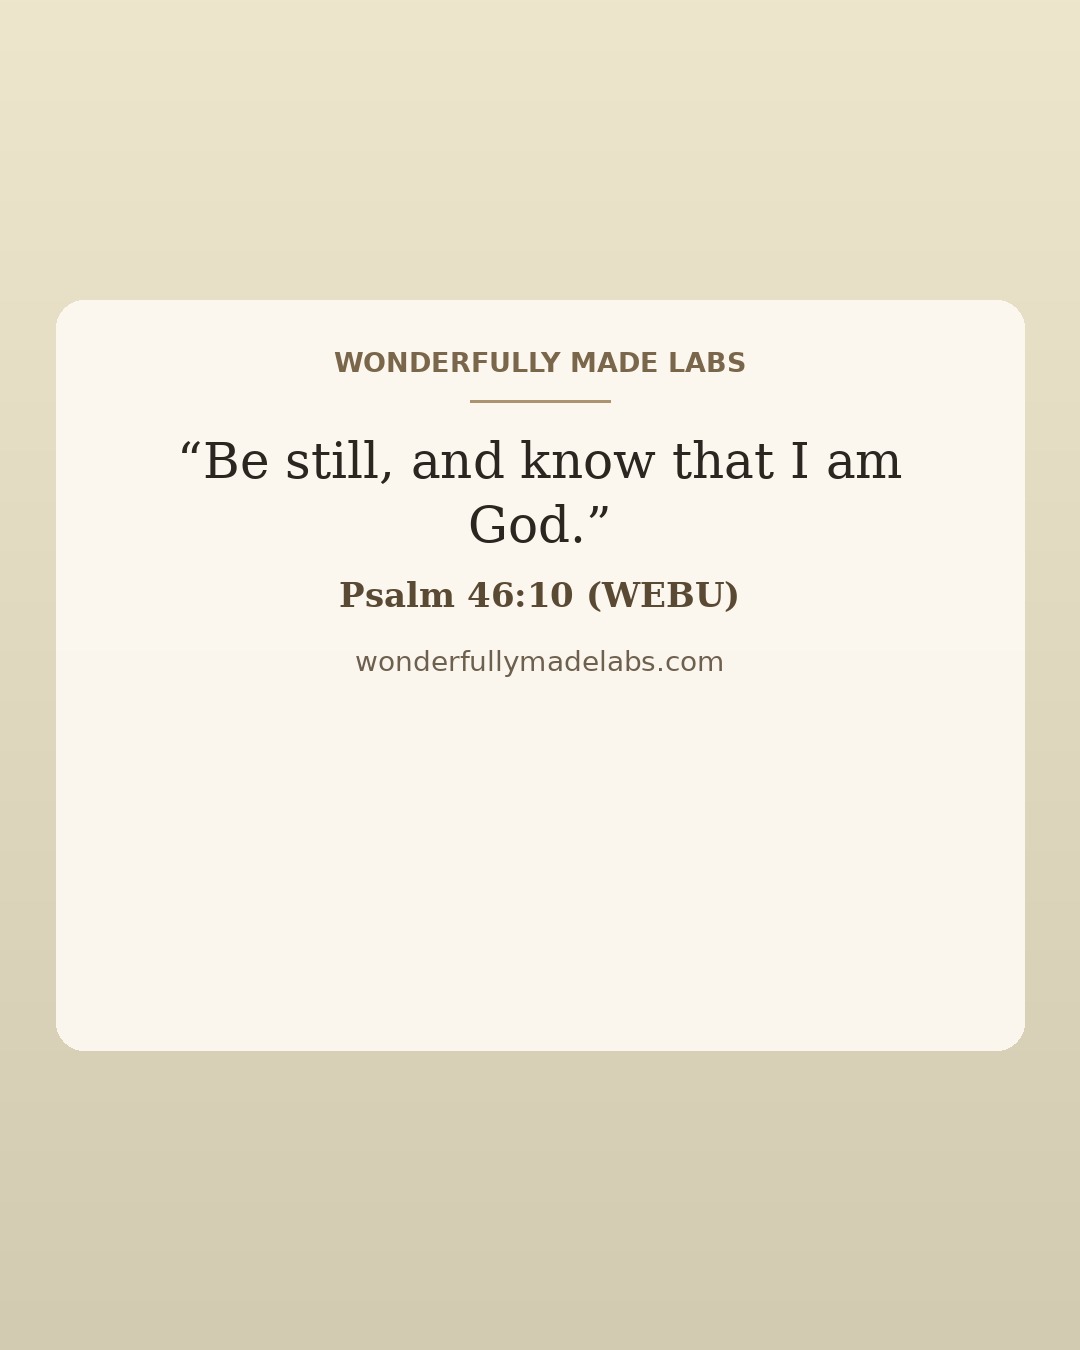 WONDERFULLY MADE LABS
“Be still, and know that I am
God.”
Psalm 46:10 (WEBU)
wonderfullymadelabs.com